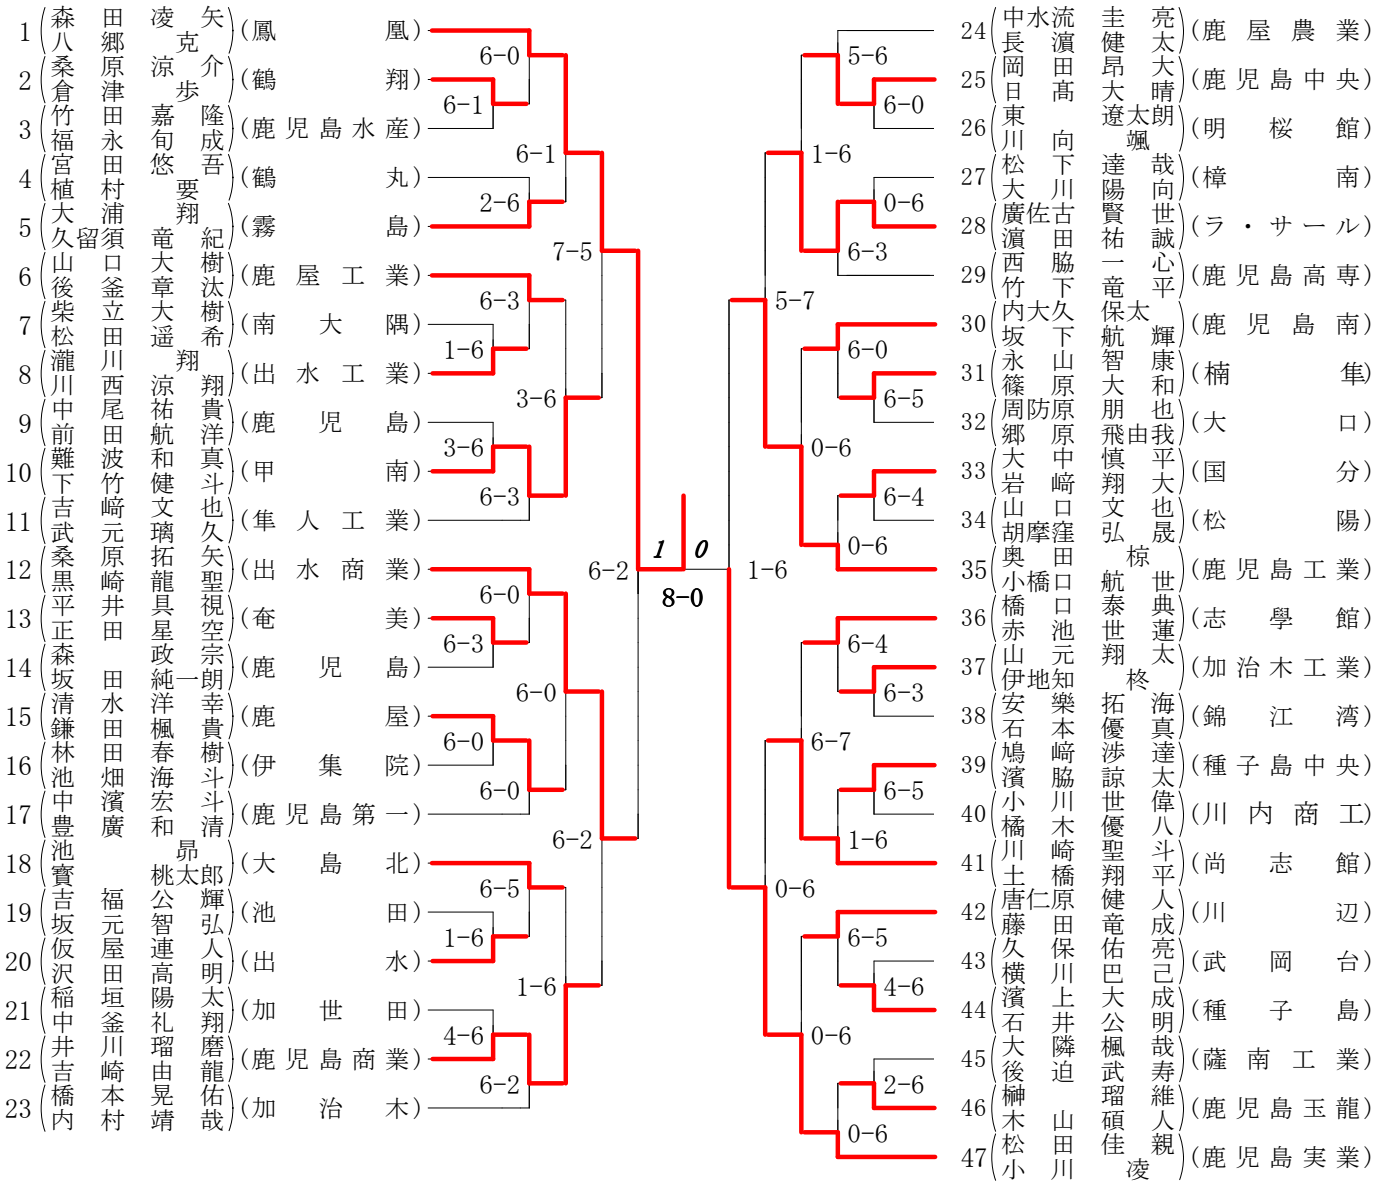 1 森田凌矢 八郷克 (鳳凰)
2 桑原涼介 倉津歩 (鶴翔)
3 竹田嘉隆 福永旬成 (鹿児島水産)
4 宮田悠吾 植村要 (鶴丸)
5 大浦翔 久留須竜紀 (霧島)
6 山口大樹 後釜章汰 (鹿屋工業)
7 柴立大樹 松田遥希 (南大隅)
8 瀧川翔 川西涼翔 (出水工業)
9 中尾祐貴 前田航洋 (鹿児島)
10 難波和真 下竹健斗 (甲南)
11 吉﨑文也 武元璃久 (隼人工業)
12 桑原拓矢 黒崎龍聖 (出水商業)
13 平井具視 正田星空 (奄美)
14 森政宗 坂田純一朗 (鹿児島)
15 清水洋幸 鎌田楓貴 (鹿屋)
16 林田春樹 池畑海斗 (伊集院)
17 中濱宏斗 豊廣和清 (鹿児島第一)
18 池昂 寳桃太郎 (大島北)
19 吉福公輝 坂元智弘 (池田)
20 仮屋連人 沢田高明 (出水)
21 稲垣陽太 中釜礼翔 (加世田)
22 井川瑠磨 吉崎由龍 (鹿児島商業)
23 橋本晃佑 内村靖哉 (加治木)
6-0
6-1
6-1
2-6
7-5
6-3
1-6
3-6
3-6
6-3
6-2
6-0
6-3
6-0
6-0
6-0
6-2
6-5
1-6
1-6
4-6
6-2
1 0
8-0
24 中水流圭亮 長濵健太 (鹿屋農業)
25 岡田昂大 日髙大晴 (鹿児島中央)
26 東遼太朗 川向颯 (明桜館)
27 松下達哉 大川陽向 (樟南)
28 廣佐古賢世 濵田祐誠 (ラ・サール)
29 西脇一心 竹下竜平 (鹿児島高専)
30 内大久保太 坂下航輝 (鹿児島南)
31 永山智康 篠原大和 (楠隼)
32 周防原朋也 郷原飛由我 (大口)
33 大中慎平 岩﨑翔大 (国分)
34 山口文也 胡摩窪弘晟 (松陽)
35 奥田椋 小橋口航世 (鹿児島工業)
36 橋口泰典 赤池世蓮 (志學館)
37 山元翔太 伊地知柊 (加治木工業)
38 安樂拓海 石本優真 (錦江湾)
39 鳩﨑渉達 濱脇諒太 (種子島中央)
40 小川世偉 橘木優八 (川内商工)
41 川崎聖斗 土橋翔平 (尚志館)
42 唐仁原健人 藤田竜成 (川辺)
43 久保佑亮 横川巴己 (武岡台)
44 濱上大成 石井公明 (種子島)
45 大隣楓哉 後迫武寿 (薩南工業)
46 榊瑠維 木山碩人 (鹿児島玉龍)
47 松田佳親 小川凌 (鹿児島実業)
5-6
6-0
1-6
0-6
6-3
5-7
6-0
6-5
0-6
6-4
0-6
1-6
6-4
6-3
6-7
6-5
1-6
0-6
6-5
4-6
0-6
2-6
0-6